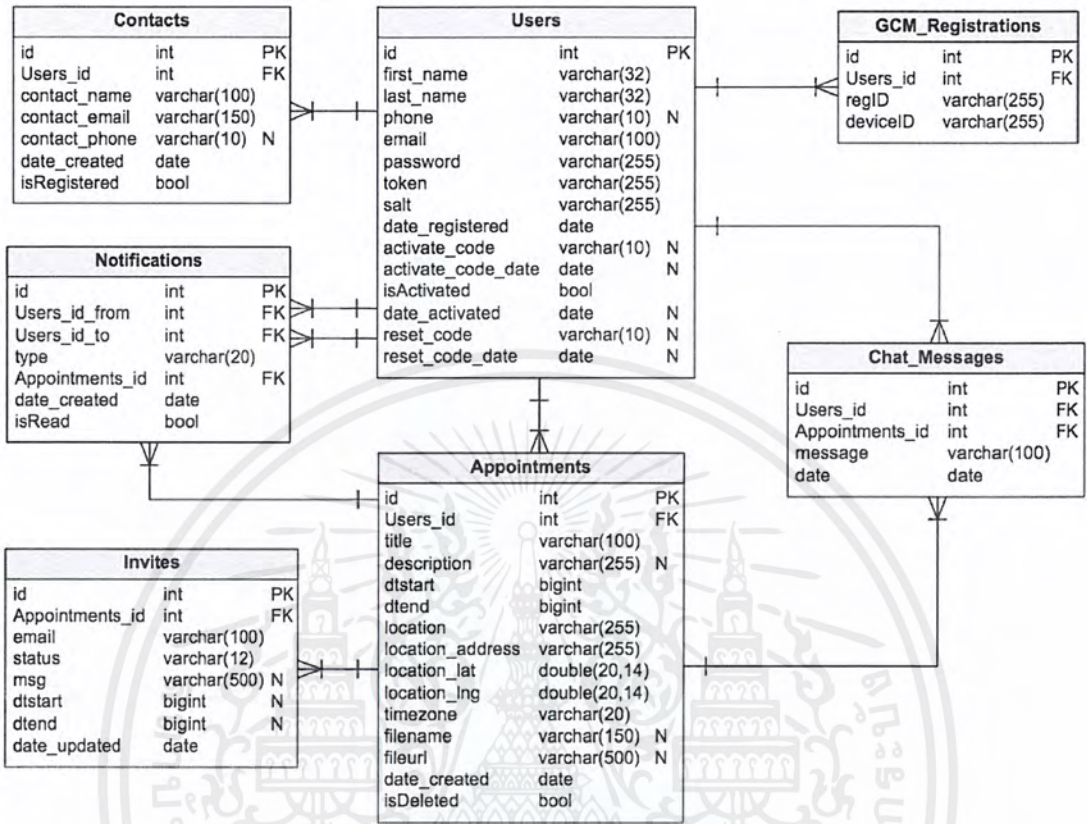 Contacts
id int PK
Users_id int FK
contact_name varchar(100)
contact_email varchar(150)
contact_phone varchar(10) N
date_created date
isRegistered bool
Users
id int PK
first_name varchar(32)
last_name varchar(32)
phone varchar(10) N
email varchar(100)
password varchar(255)
token varchar(255)
salt varchar(255)
date_registered date
activate_code varchar(10) N
activate_code_date date N
isActivated bool
date_activated date N
reset_code varchar(10) N
reset_code_date date N
GCM_Registrations
id int PK
Users_id int FK
regID varchar(255)
deviceID varchar(255)
Notifications
id int PK
Users_id_from int FK
Users_id_to int FK
type varchar(20)
Appointments_id int FK
date_created date
isRead bool
Chat_Messages
id int PK
Users_id int FK
Appointments_id int FK
message varchar(100)
date date
Appointments
id int PK
Users_id int FK
title varchar(100)
description varchar(255) N
dtstart bigint
dtend bigint
location varchar(255)
location_address varchar(255)
location_lat double(20,14)
location_lng double(20,14)
timezone varchar(20)
filename varchar(150) N
fileurl varchar(500) N
date_created date
isDeleted bool
Invites
id int PK
Appointments_id int FK
email varchar(100)
status varchar(12)
msg varchar(500) N
dtstart bigint N
dtend bigint N
date_updated date